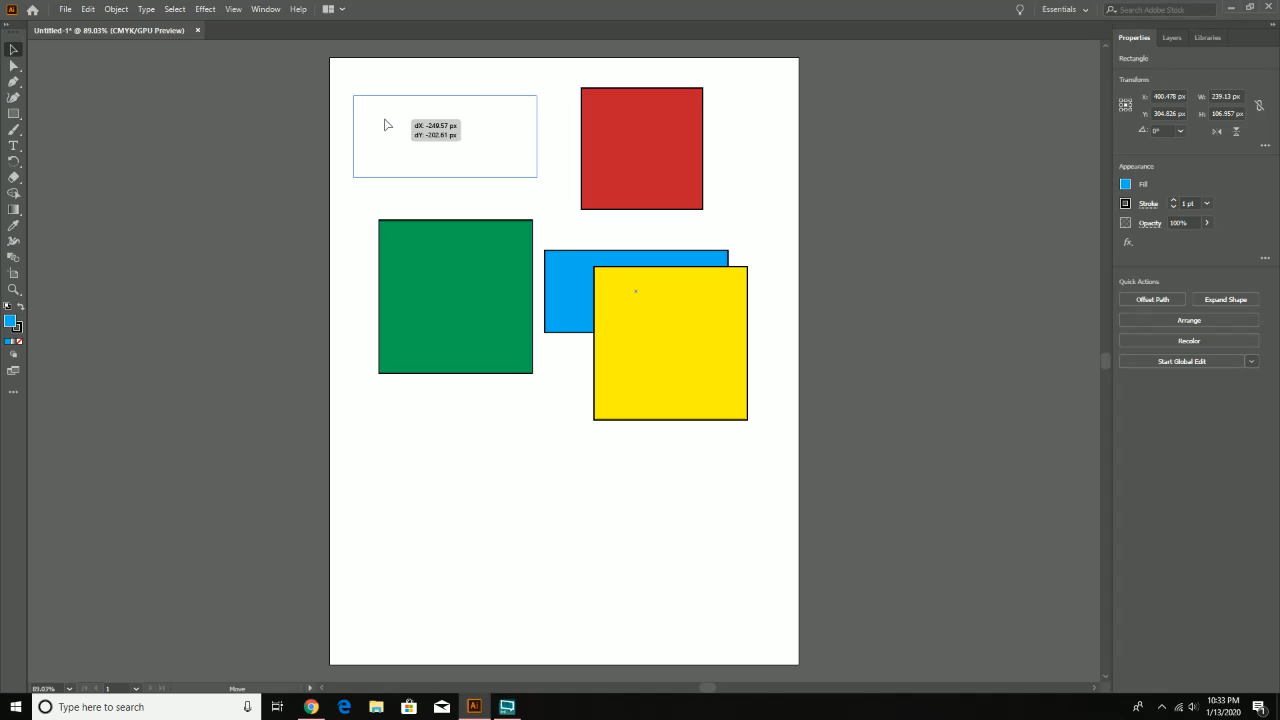 Ai File Edit Object Type Select Effect View Window Help Essentials Search Adobe Stock
Untitled-1* @ 89.03% (CMYK/GPU Preview) ×
Properties Layers Libraries
Rectangle
Transform
X: 400.478 px W: 239.13 px
Y: 304.826 px H: 106.957 px
0°
Appearance
Fill
Stroke 1 pt
Opacity 100%
fx.
Quick Actions
Offset Path Expand Shape
Arrange
Recolor
Start Global Edit
dX: -249.57 px
dY: -202.61 px
89.03% 1 Move
Type here to search
Ai
10:33 PM
1/13/2020